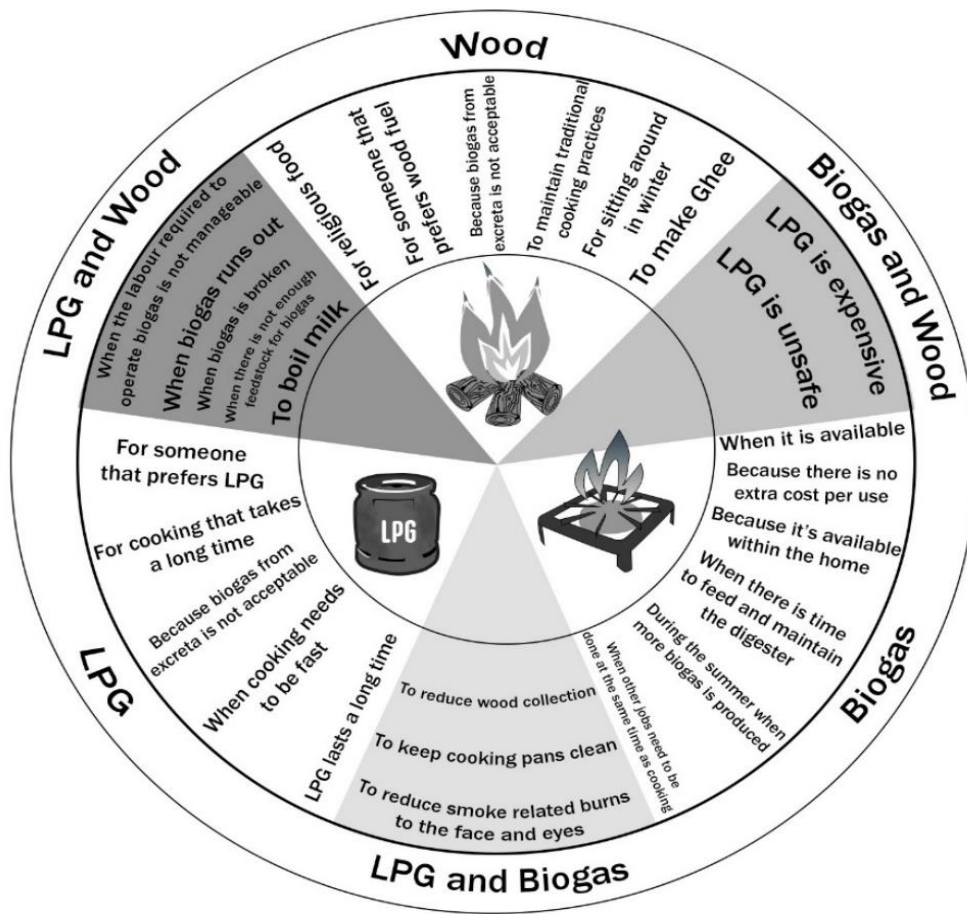 Wood
For religious food
For someone that
prefers wood fuel
Because biogas from
excreta is not acceptable
To maintain traditional
cooking practices
For sitting around
in winter
To make Ghee
Biogas and Wood
LPG is expensive
LPG is unsafe
Biogas
When it is available
Because there is no
extra cost per use
Because it's available
within the home
When there is time
to feed and maintain
the digester
During the summer when
more biogas is produced
When other jobs need to be
done at the same time as cooking
LPG and Biogas
To reduce wood collection
To keep cooking pans clean
To reduce smoke related burns
to the face and eyes
LPG
For someone
that prefers LPG
For cooking that takes
a long time
Because biogas from
excreta is not acceptable
When cooking needs
to be fast
LPG lasts a long time
LPG and Wood
When the labour required to
operate biogas is not manageable
When biogas runs out
When biogas is broken
When there is not enough
feedstock for biogas
To boil milk
LPG